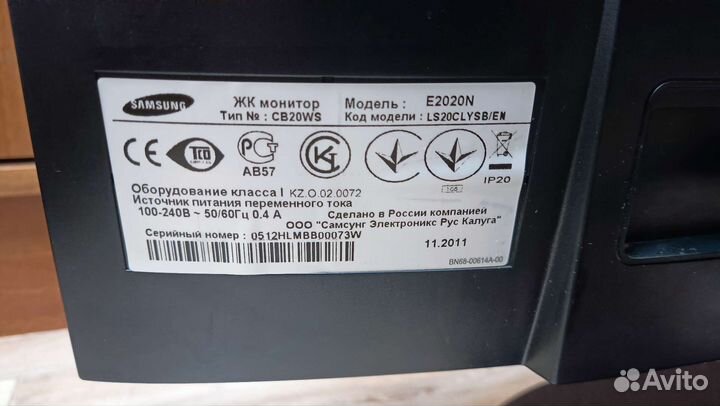 SAMSUNG
ЖК монитор Модель : E2020N
Тип № : CB20WS Код модели : LS20CLYSB/EN
CE TCO
АВ57
IP20
Оборудование класса I KZ.O.02.0072
Источник питания переменного тока
100-240В ~ 50/60Гц 0.4 A Сделано в России компанией
ООО "Самсунг Электроникс Рус Калуга"
Серийный номер : 0512HLMBB00073W 11.2011
BN68-00614A-00
Avito